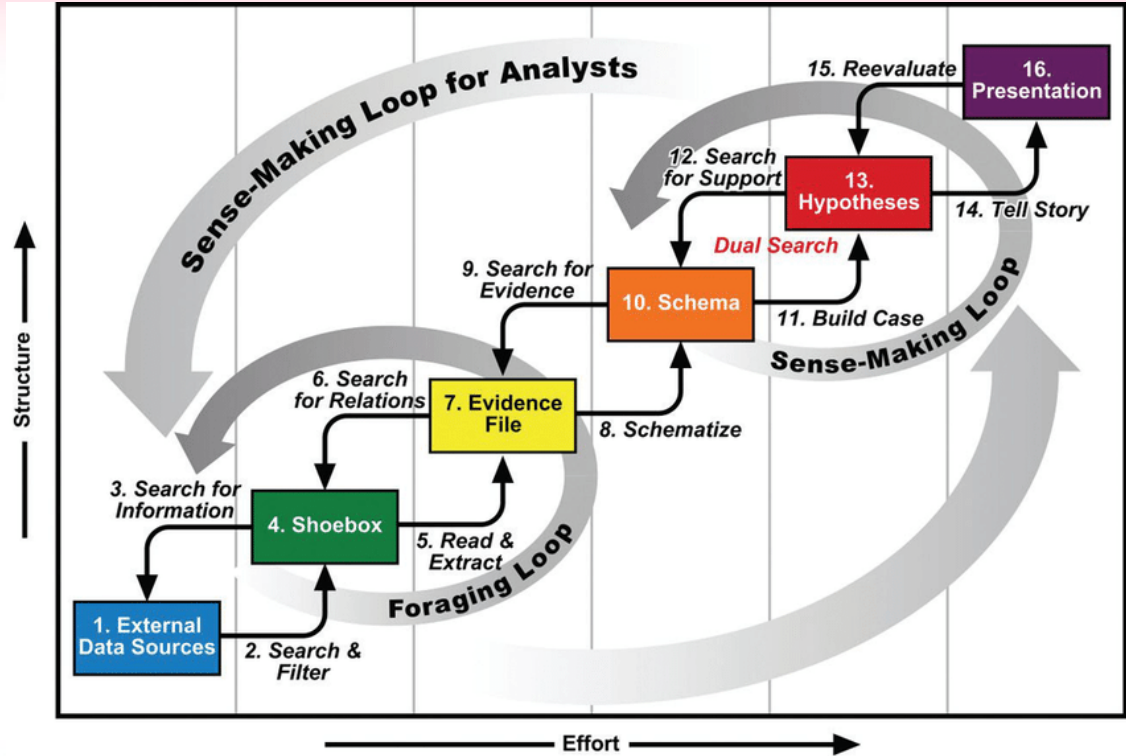 Sense-Making Loop for Analysts
15. Reevaluate
16.
Presentation
12. Search
for Support
13.
Hypotheses
14. Tell Story
Dual Search
9. Search for
Evidence
10. Schema
11. Build Case
Sense-Making Loop
6. Search
for Relations
7. Evidence
File
8. Schematize
3. Search for
Information
4. Shoebox
5. Read &
Extract
Foraging Loop
1. External
Data Sources
2. Search &
Filter
Structure
Effort